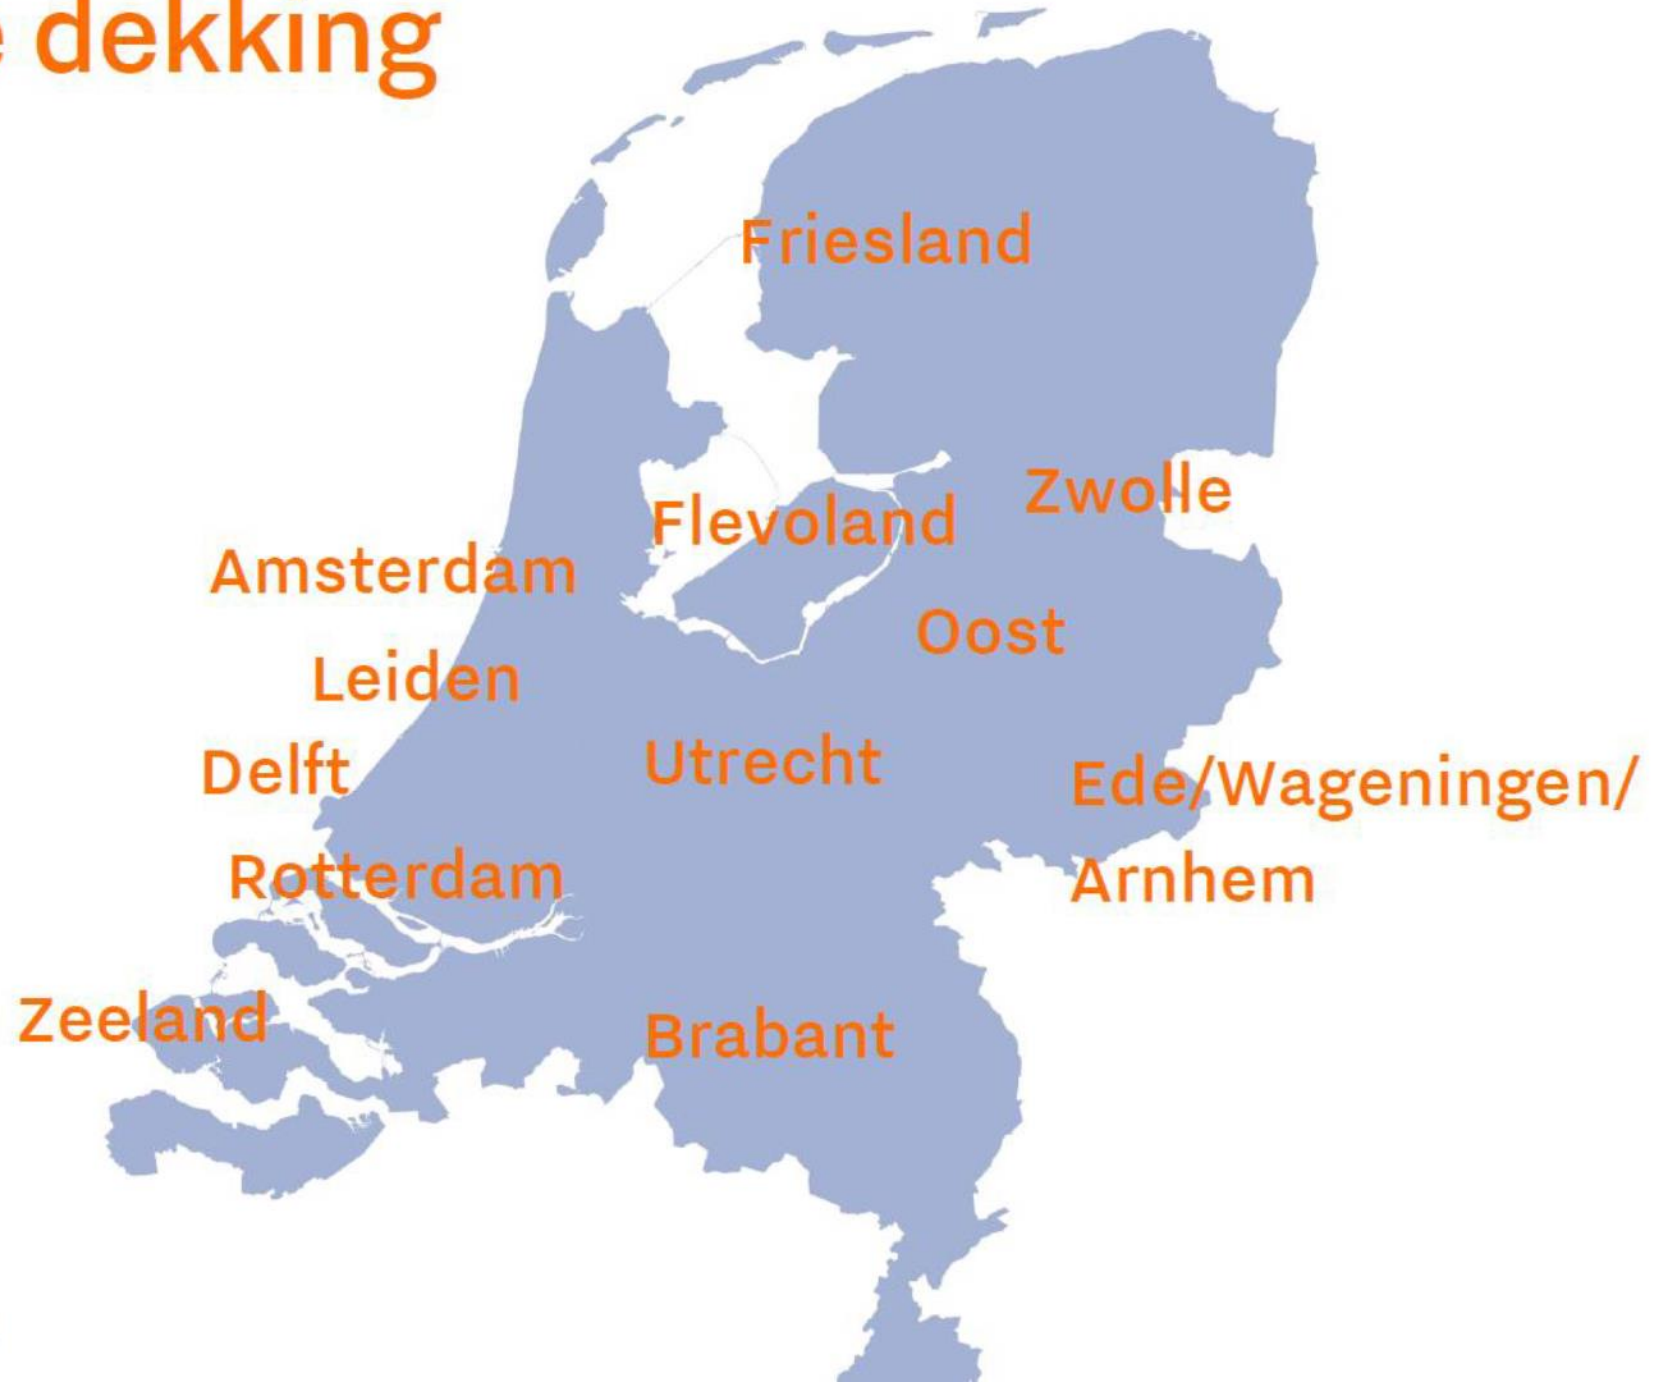 e dekking
Friesland
Zwolle
Flevoland
Amsterdam
Oost
Leiden
Utrecht
Delft
Ede/Wageningen/
Arnhem
Rotterdam
Zeeland
Brabant